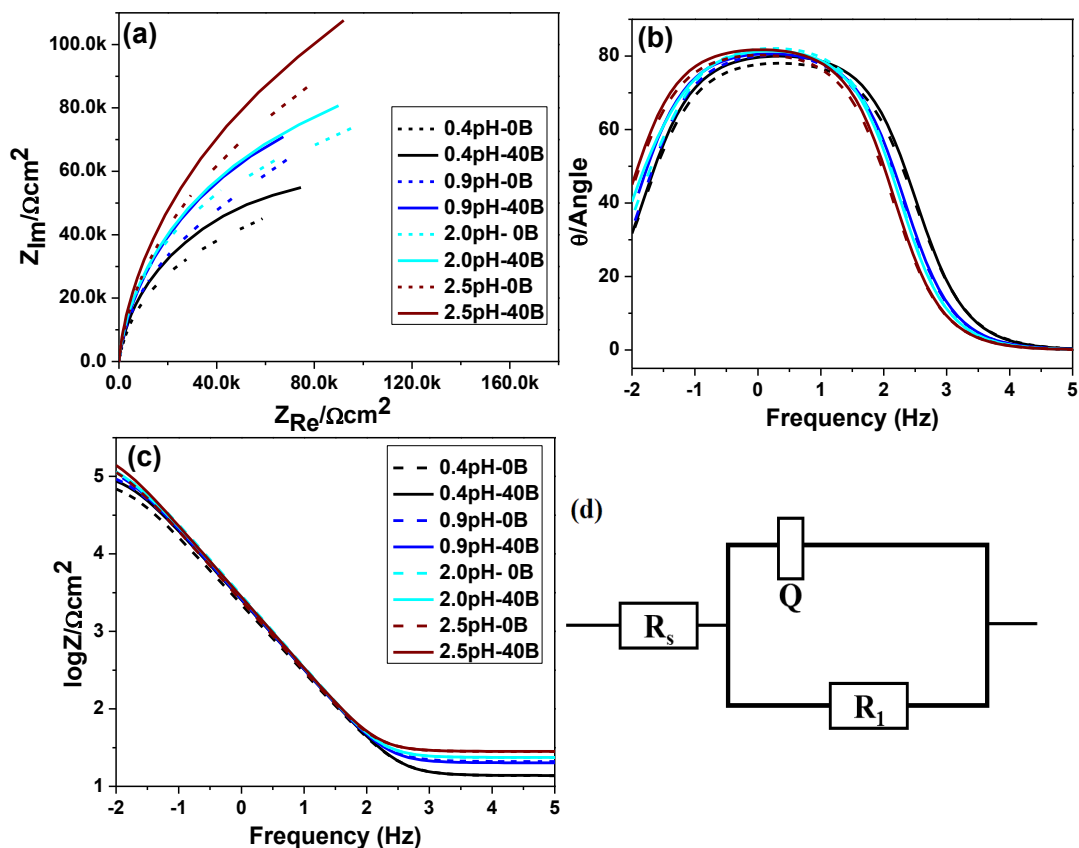 (a)
100.0k
80.0k
60.0k
40.0k
20.0k
0.0
Z_Im/Ωcm²
0.0
40.0k
80.0k
120.0k
160.0k
Z_Re/Ωcm²
0.4pH-0B
0.4pH-40B
0.9pH-0B
0.9pH-40B
2.0pH- 0B
2.0pH-40B
2.5pH-0B
2.5pH-40B
(b)
80
60
40
20
0
θ/Angle
-2
-1
0
1
2
3
4
5
Frequency (Hz)
(c)
5
4
3
2
1
logZ/Ωcm²
-2
-1
0
1
2
3
4
5
Frequency (Hz)
0.4pH-0B
0.4pH-40B
0.9pH-0B
0.9pH-40B
2.0pH- 0B
2.0pH-40B
2.5pH-0B
2.5pH-40B
(d)
Q
R_s
R_1